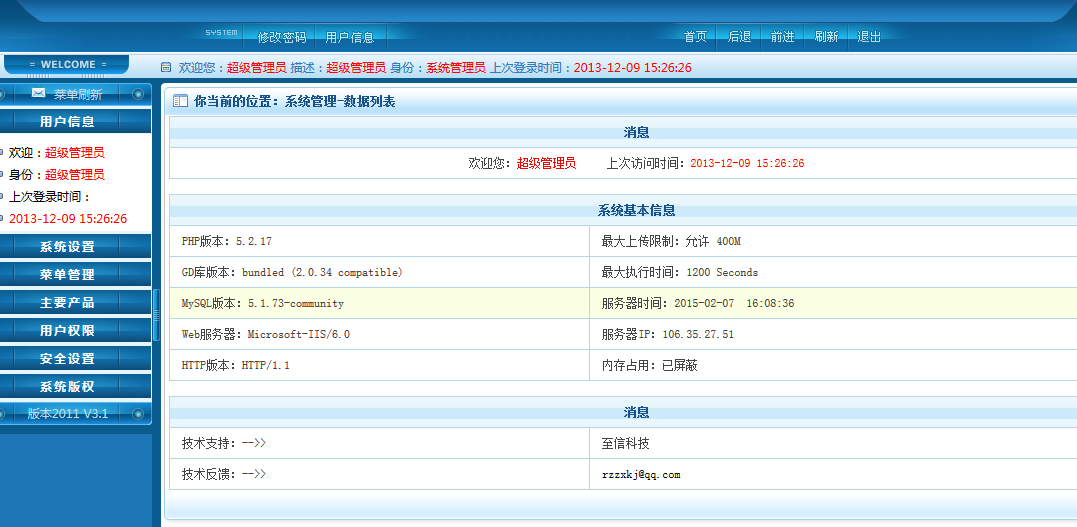 SYSTEM 修改密码 用户信息 首页 后退 前进 刷新 退出
= WELCOME = 欢迎您：超级管理员 描述：超级管理员 身份：系统管理员 上次登录时间：2013-12-09 15:26:26
菜单刷新
用户信息
欢迎：超级管理员
身份：超级管理员
上次登录时间：
2013-12-09 15:26:26
系统设置
菜单管理
主要产品
用户权限
安全设置
系统版权
版本2011 V3.1
你当前的位置：系统管理-数据列表
消息
欢迎您：超级管理员 上次访问时间：2013-12-09 15:26:26
系统基本信息
PHP版本：5.2.17 最大上传限制：允许 400M
GD库版本：bundled (2.0.34 compatible) 最大执行时间：1200 Seconds
MySQL版本：5.1.73-community 服务器时间：2015-02-07 16:08:36
Web服务器：Microsoft-IIS/6.0 服务器IP：106.35.27.51
HTTP版本：HTTP/1.1 内存占用：已屏蔽
消息
技术支持：-->> 至信科技
技术反馈：-->> rzzxkj@qq.com